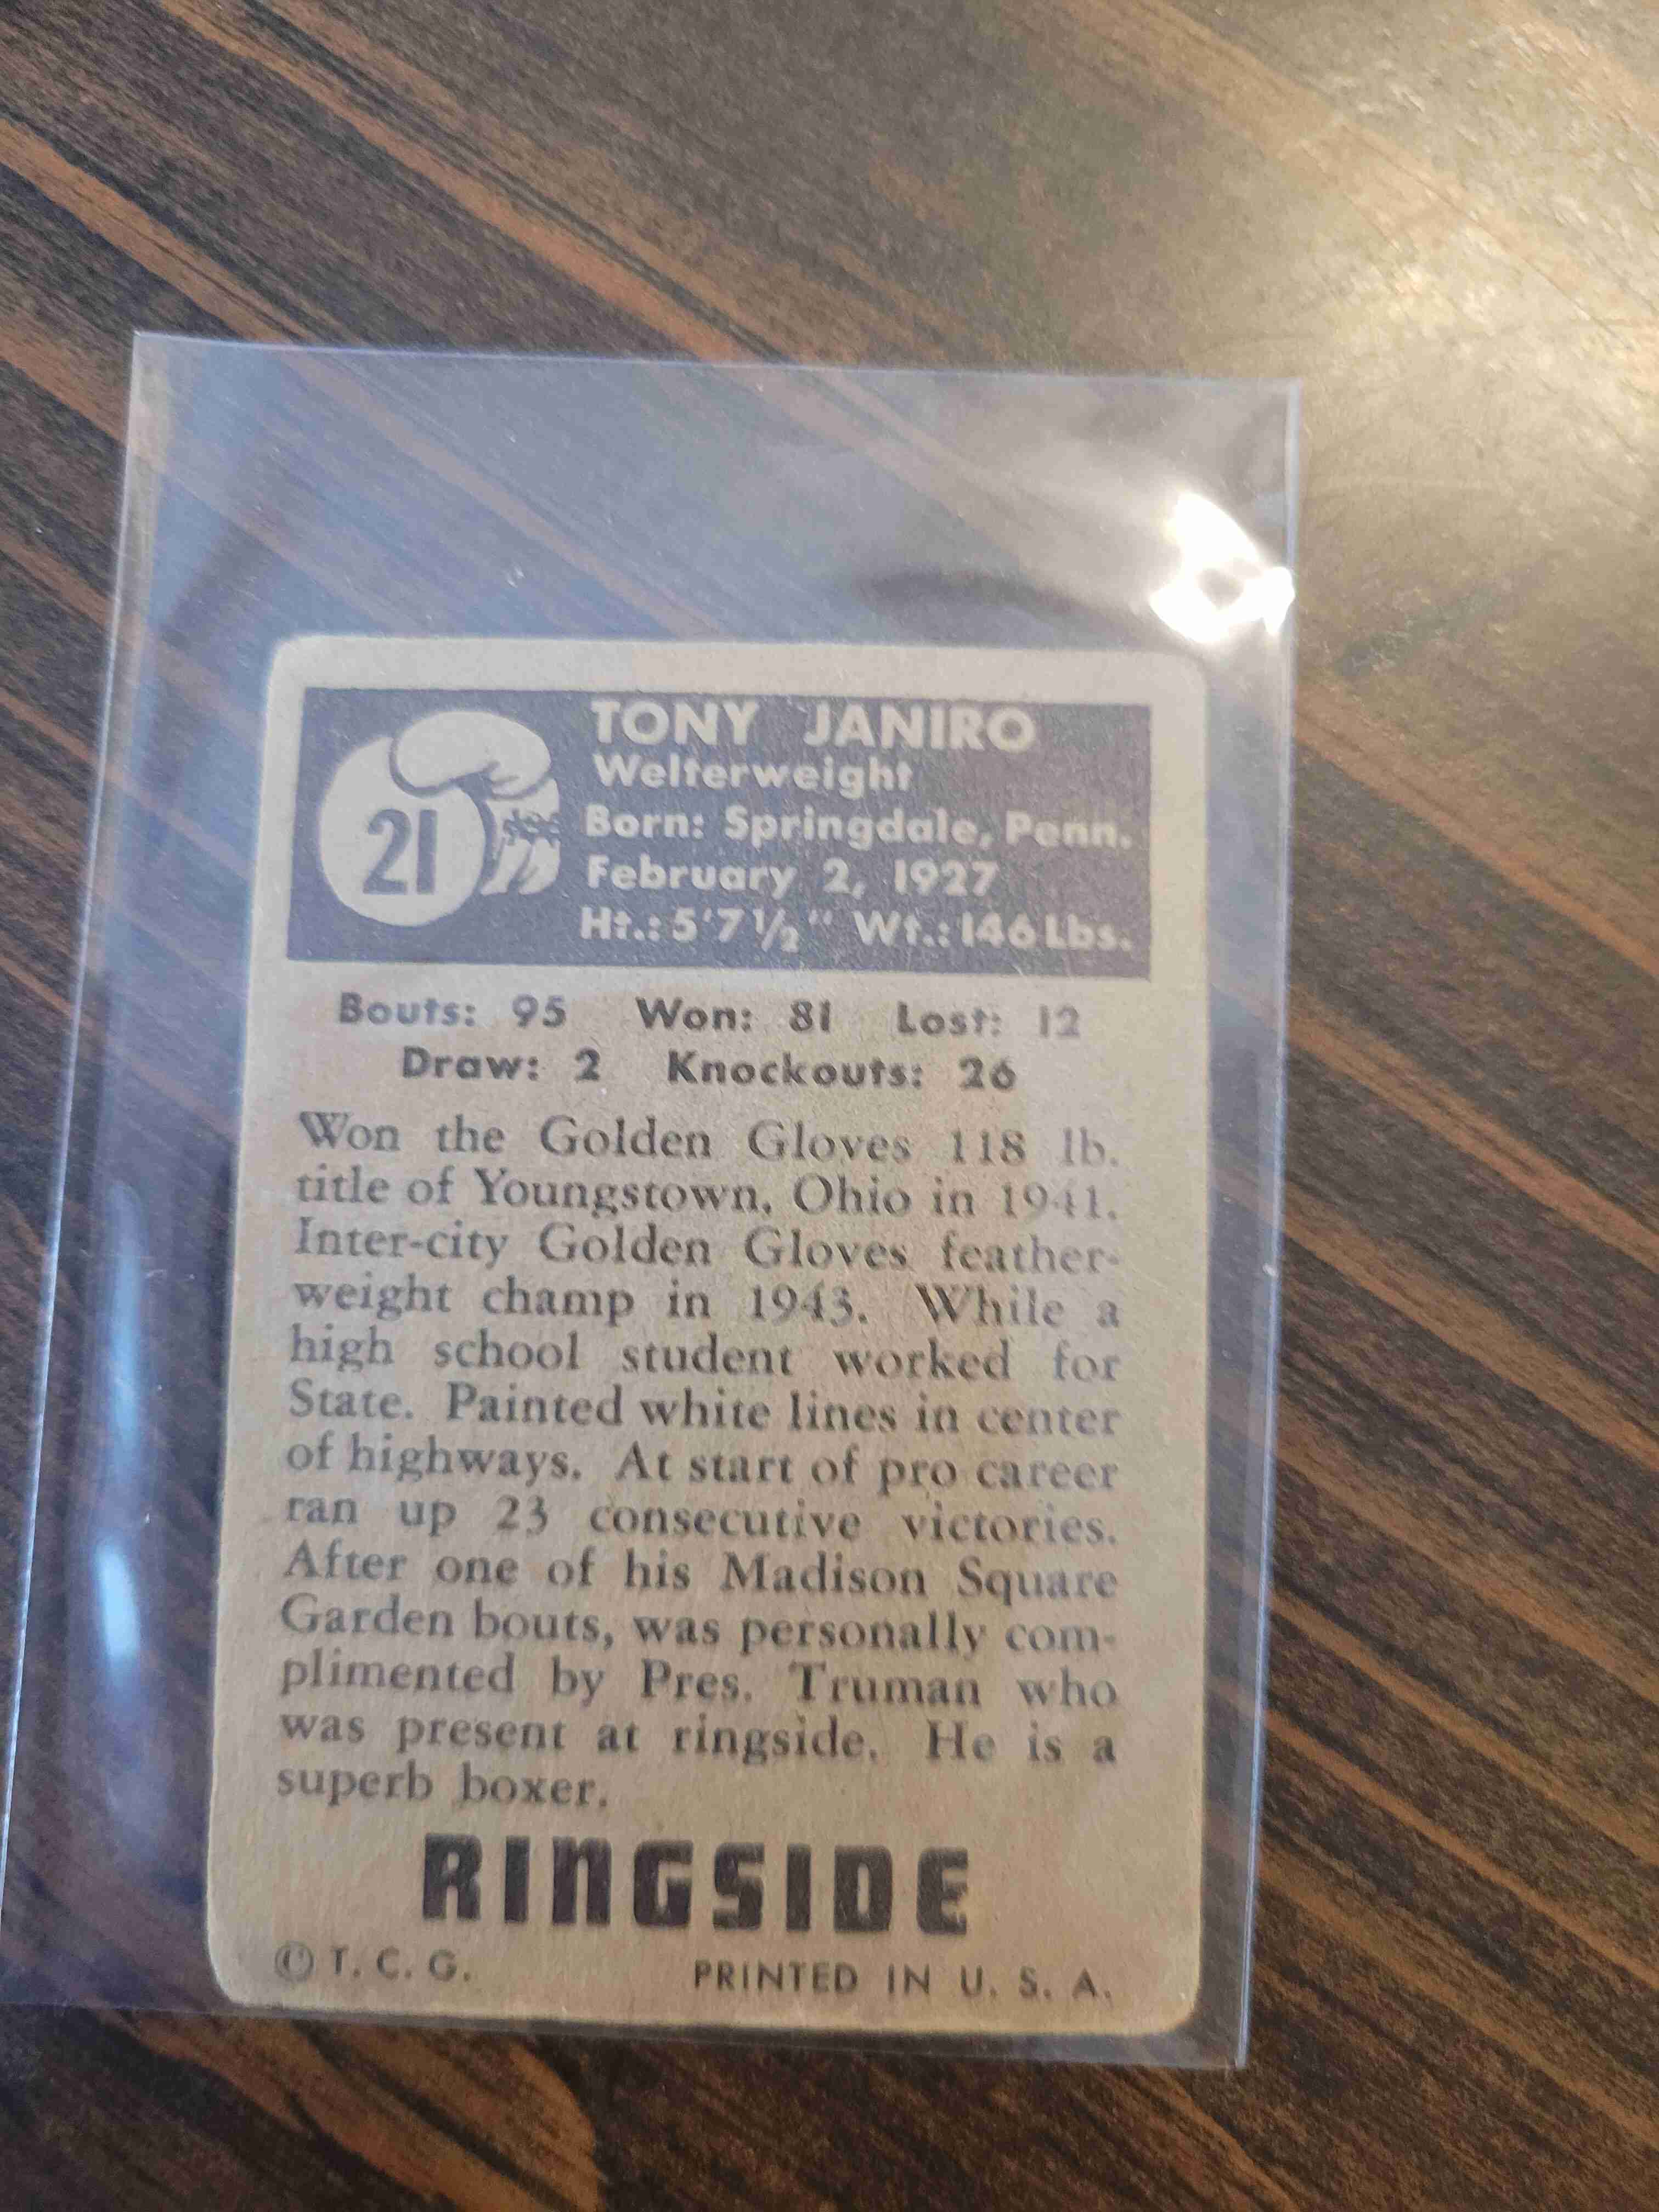 21
TONY JANIRO
Welterweight
Born: Springdale, Penn.
February 2, 1927
Ht.: 5'7½" Wt.: 146 Lbs.
Bouts: 95 Won: 81 Lost: 12
Draw: 2 Knockouts: 26
Won the Golden Gloves 118 lb.
title of Youngstown, Ohio in 1941.
Inter-city Golden Gloves feather-
weight champ in 1943. While a
high school student worked for
State. Painted white lines in center
of highways. At start of pro career
ran up 23 consecutive victories.
After one of his Madison Square
Garden bouts, was personally com-
plimented by Pres. Truman who
was present at ringside. He is a
superb boxer.
RINGSIDE
© T. C. G. PRINTED IN U. S. A.